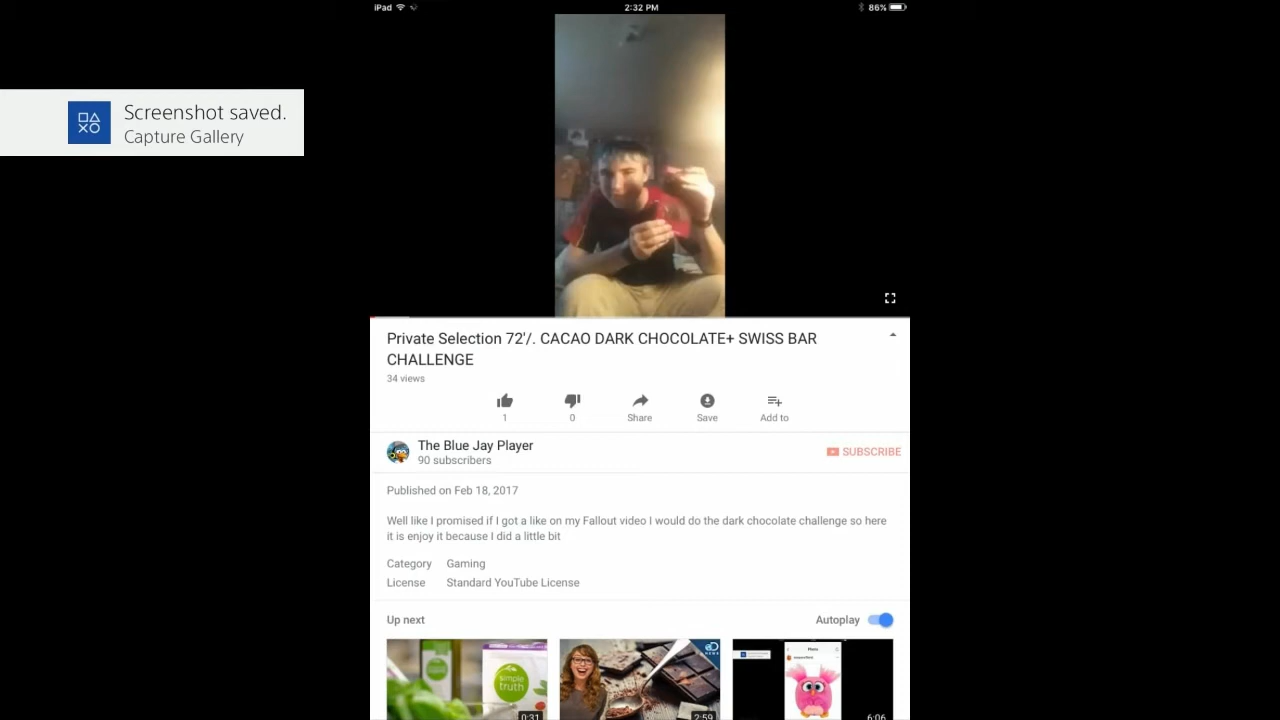 iPad 2:32 PM 86%
Screenshot saved.
Capture Gallery
Private Selection 72'/. CACAO DARK CHOCOLATE+ SWISS BAR
CHALLENGE
34 views
1 0 Share Save Add to
The Blue Jay Player
90 subscribers
SUBSCRIBE
Published on Feb 18, 2017
Well like I promised if I got a like on my Fallout video I would do the dark chocolate challenge so here
it is enjoy it because I did a little bit
Category Gaming
License Standard YouTube License
Up next Autoplay
simple
truth
0:31
2:59
Photo
6:06